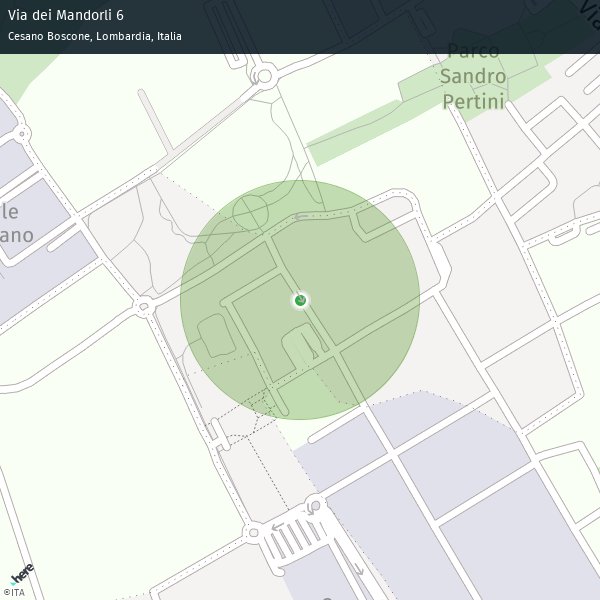 Via dei Mandorli 6
Cesano Boscone, Lombardia, Italia
Via
Parco
Sandro
Pertini
le
ano
here
©ITA